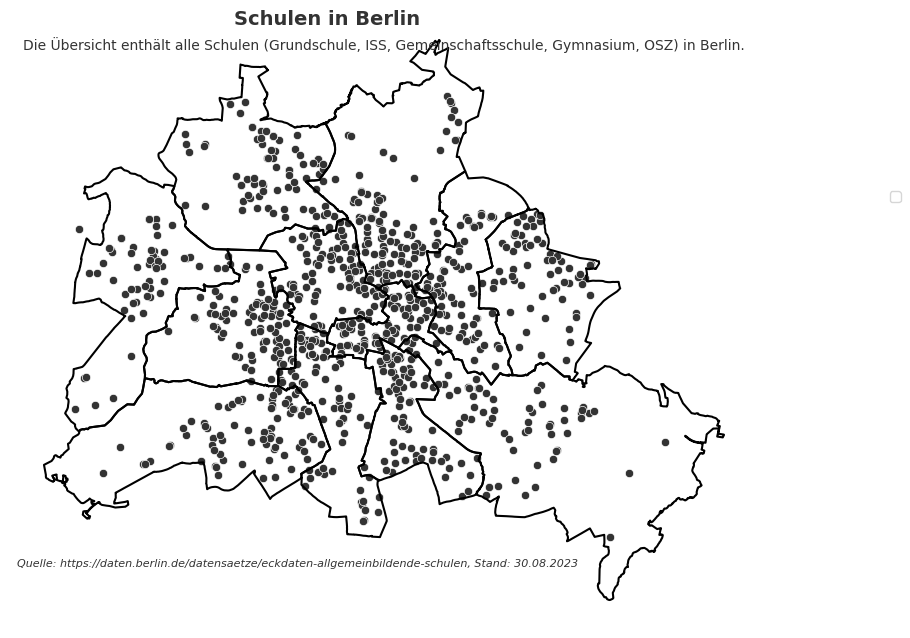 Schulen in Berlin
Die Übersicht enthält alle Schulen (Grundschule, ISS, Gemeinschaftsschule, Gymnasium, OSZ) in Berlin.
Quelle: https://daten.berlin.de/datensaetze/eckdaten-allgemeinbildende-schulen, Stand: 30.08.2023